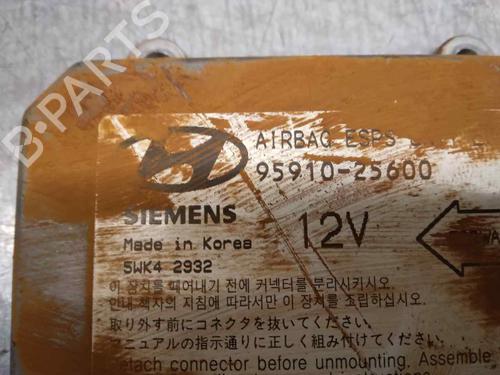 B-PARTS
AIRBAG ESPS
95910-25600
SIEMENS
12V
Made in Korea
5WK4 2932
이 장치를 떼어내기 전에 커넥터를 분리시키시오.
안내 책자의 지침에 따라서만 이 장치를 조립하십시오.
取り外す前にコネクタを抜いてください。
マニュアルの指示通りに正しく組み付けてください。
Detach connector before unmounting. Assemble